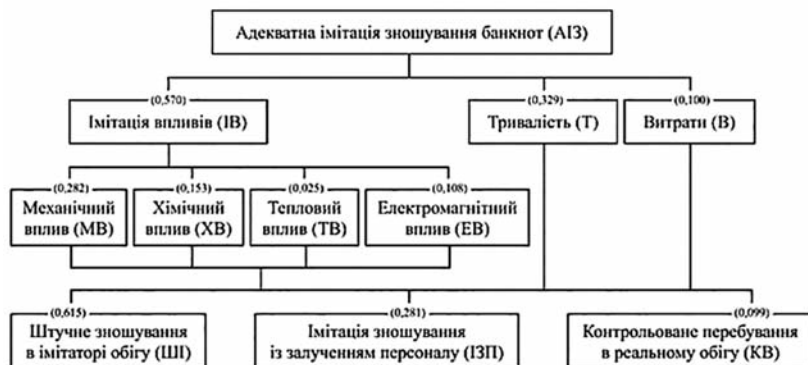 Адекватна імітація зношування банкнот (АІЗ)
(0,570)
(0,329)
(0,100)
Імітація впливів (ІВ)
Тривалість (Т)
Витрати (В)
(0,282)
(0,153)
(0,025)
(0,108)
Механічний
вплив (МВ)
Хімічний
вплив (ХВ)
Тепловий
вплив (ТВ)
Електромагнітний
вплив (ЕВ)
(0,615)
(0,281)
(0,099)
Штучне зношування
в імітаторі обігу (ШІ)
Імітація зношування
із залученням персоналу (ІЗП)
Контрольоване перебування
в реальному обігу (КВ)